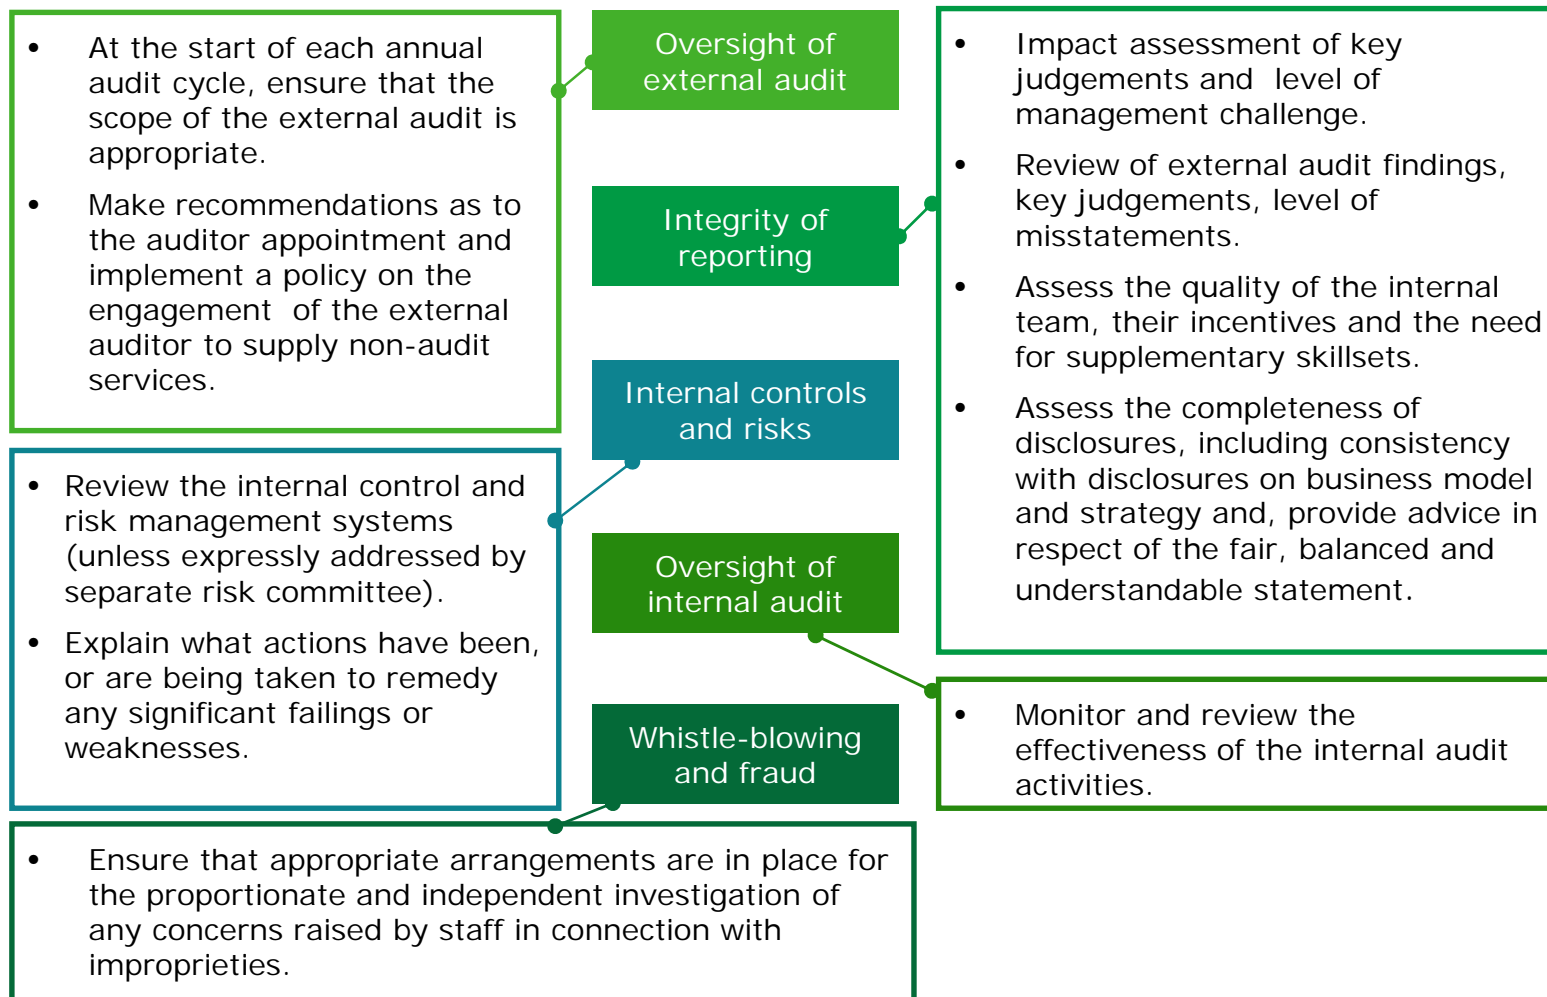 Oversight of
external audit
• At the start of each annual
audit cycle, ensure that the
scope of the external audit is
appropriate.
• Make recommendations as to
the auditor appointment and
implement a policy on the
engagement  of the external
auditor to supply non-audit
services.
Integrity of
reporting
• Impact assessment of key
judgements and  level of
management challenge.
• Review of external audit findings,
key judgements, level of
misstatements.
• Assess the quality of the internal
team, their incentives and the need
for supplementary skillsets.
• Assess the completeness of
disclosures, including consistency
with disclosures on business model
and strategy and, provide advice in
respect of the fair, balanced and
understandable statement.
Internal controls
and risks
• Review the internal control and
risk management systems
(unless expressly addressed by
separate risk committee).
• Explain what actions have been,
or are being taken to remedy
any significant failings or
weaknesses.
Oversight of
internal audit
• Monitor and review the
effectiveness of the internal audit
activities.
Whistle-blowing
and fraud
• Ensure that appropriate arrangements are in place for
the proportionate and independent investigation of
any concerns raised by staff in connection with
improprieties.